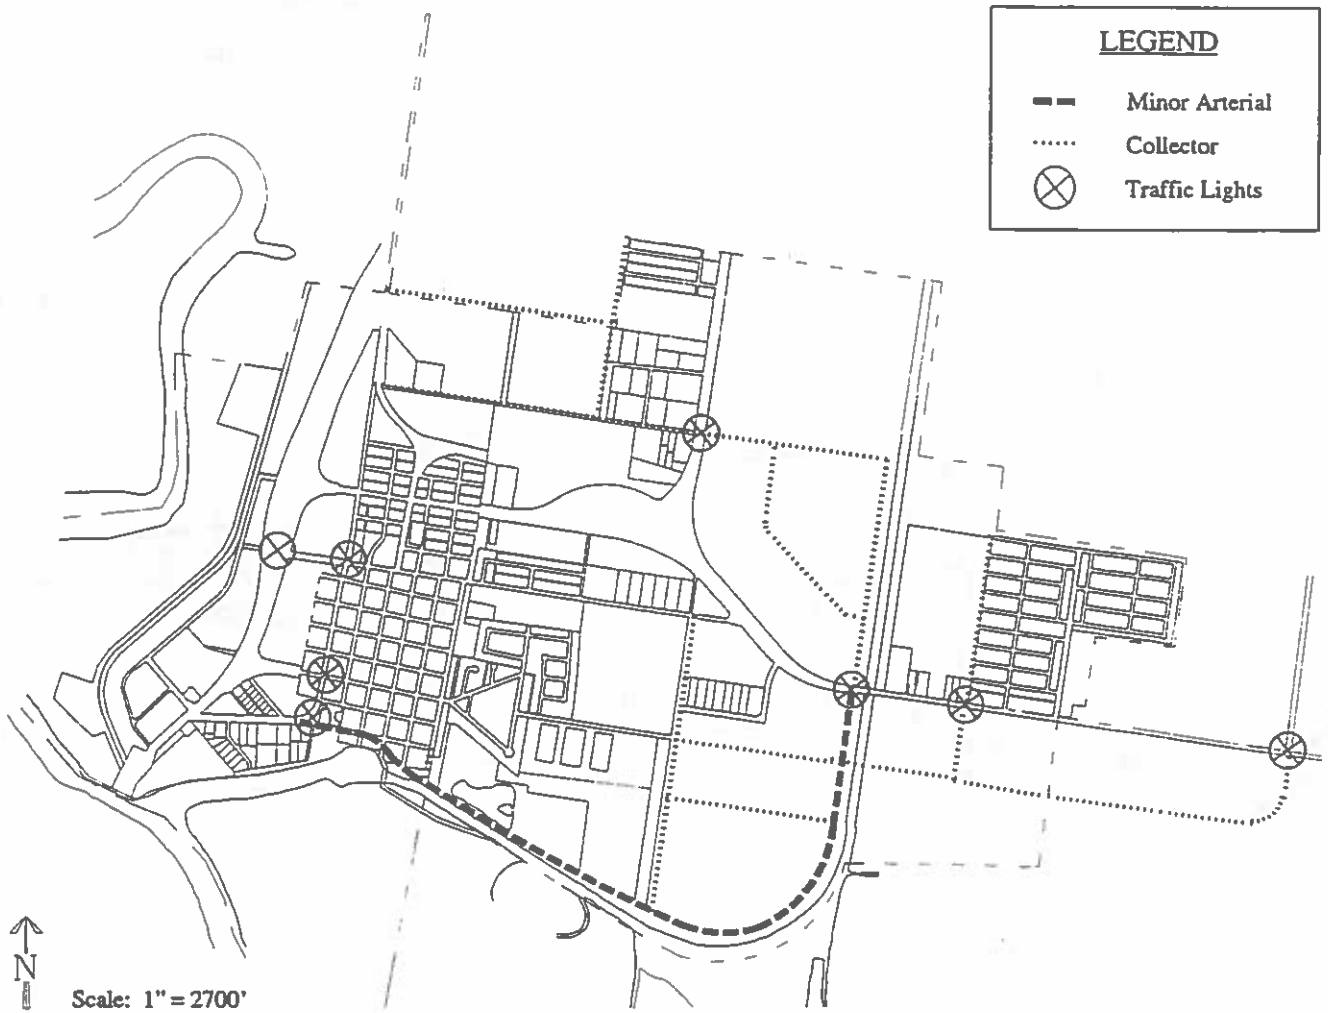 LEGEND
Minor Arterial
Collector
Traffic Lights
N
Scale: 1" = 2700'